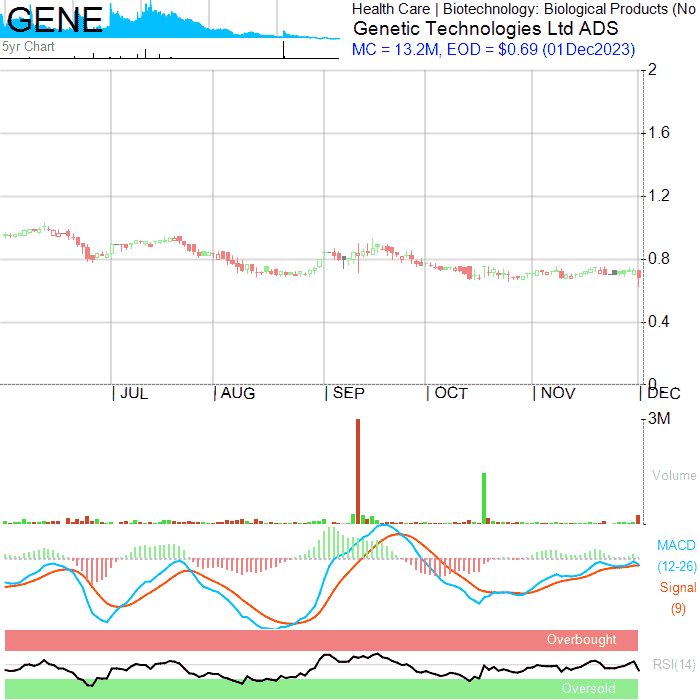 GENE
Health Care | Biotechnology: Biological Products (No
Genetic Technologies Ltd ADS
5yr Chart
MC = 13.2M, EOD = $0.69 (01Dec2023)
2
1.6
1.2
0.8
0.4
0
JUL
AUG
SEP
OCT
NOV
DEC
3M
Volume
MACD
(12-26)
Signal
(9)
Overbought
RSI(14)
Oversold